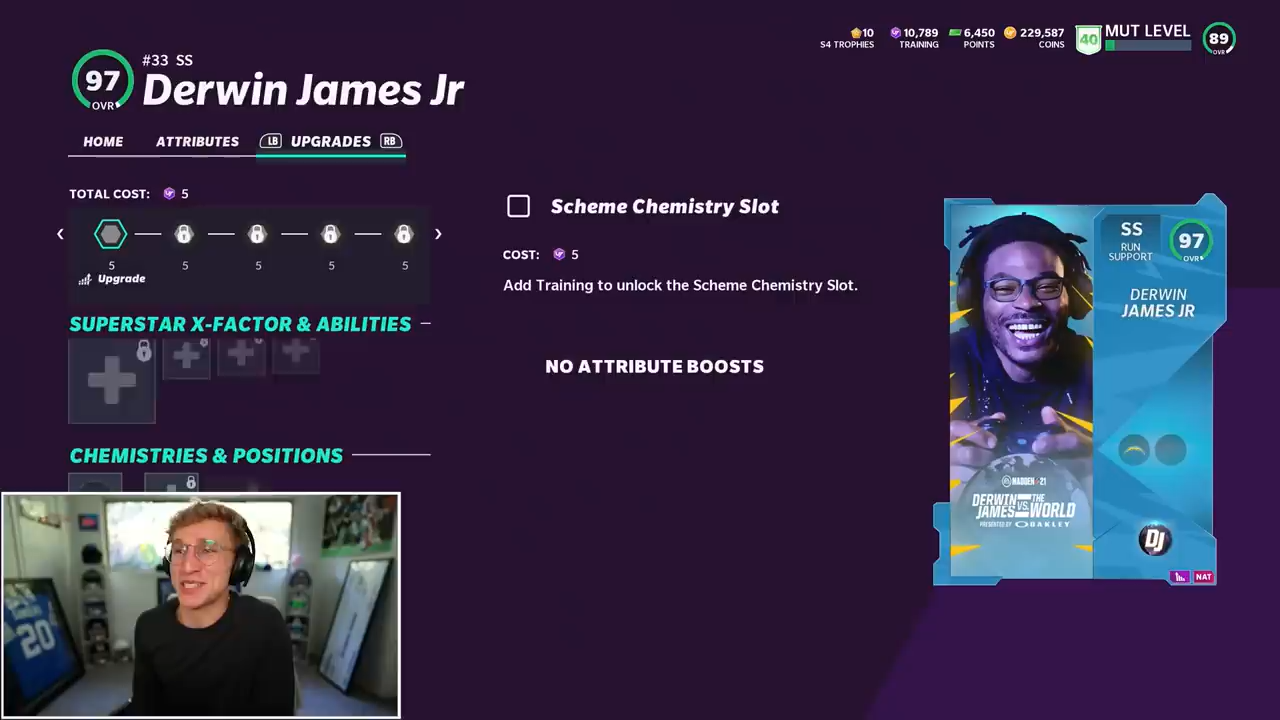 97
OVR
#33 SS
Derwin James Jr
10
S4 TROPHIES
10,789
TRAINING
6,450
POINTS
229,587
COINS
40
MUT LEVEL
89
OVR
HOME
ATTRIBUTES
LB
UPGRADES
RB
TOTAL COST: 5
5 5 5 5 5
Upgrade
SUPERSTAR X-FACTOR & ABILITIES
CHEMISTRIES & POSITIONS
Scheme Chemistry Slot
COST: 5
Add Training to unlock the Scheme Chemistry Slot.
NO ATTRIBUTE BOOSTS
SS
RUN
SUPPORT
97
OVR
DERWIN
JAMES JR
MADDEN 21
DERWIN
JAMES VS. THE
WORLD
PRESENTED BY OAKLEY
DJ
NAT
20